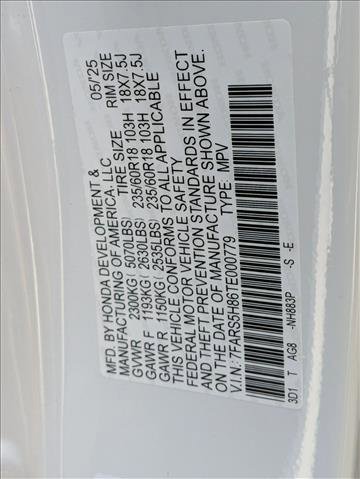 MFD. BY HONDA DEVELOPMENT & 05/25
MANUFACTURING OF AMERICA, LLC
TIRE SIZE RIM SIZE
GVWR 2300KG ( 5070LBS) 235/60R18 103H 18X7.5J
GAWR F 1193KG ( 2630LBS) 235/60R18 103H 18X7.5J
GAWR R 1150KG ( 2535LBS)
THIS VEHICLE CONFORMS TO ALL APPLICABLE
FEDERAL MOTOR VEHICLE SAFETY
AND THEFT PREVENTION STANDARDS IN EFFECT
ON THE DATE OF MANUFACTURE SHOWN ABOVE.
V.I.N.: 7FARS5H86TE000779 TYPE: MPV
3D1 T AG8 -NH883P -S -E